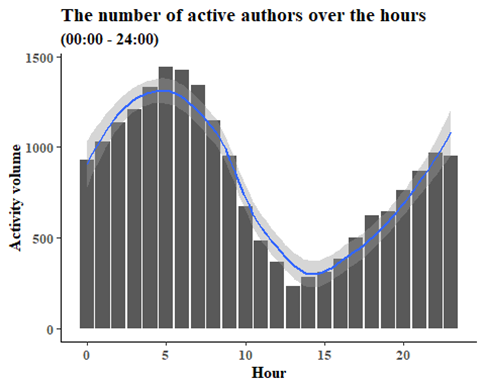 The number of active authors over the hours
(00:00 - 24:00)
1500
1000
500
0
Activity volume
0 5 10 15 20
Hour